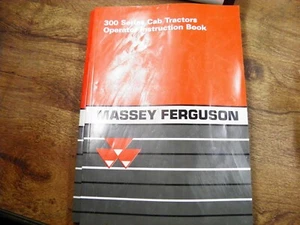 300 Series Cab Tractors
Operator Instruction Book
MASSEY FERGUSON